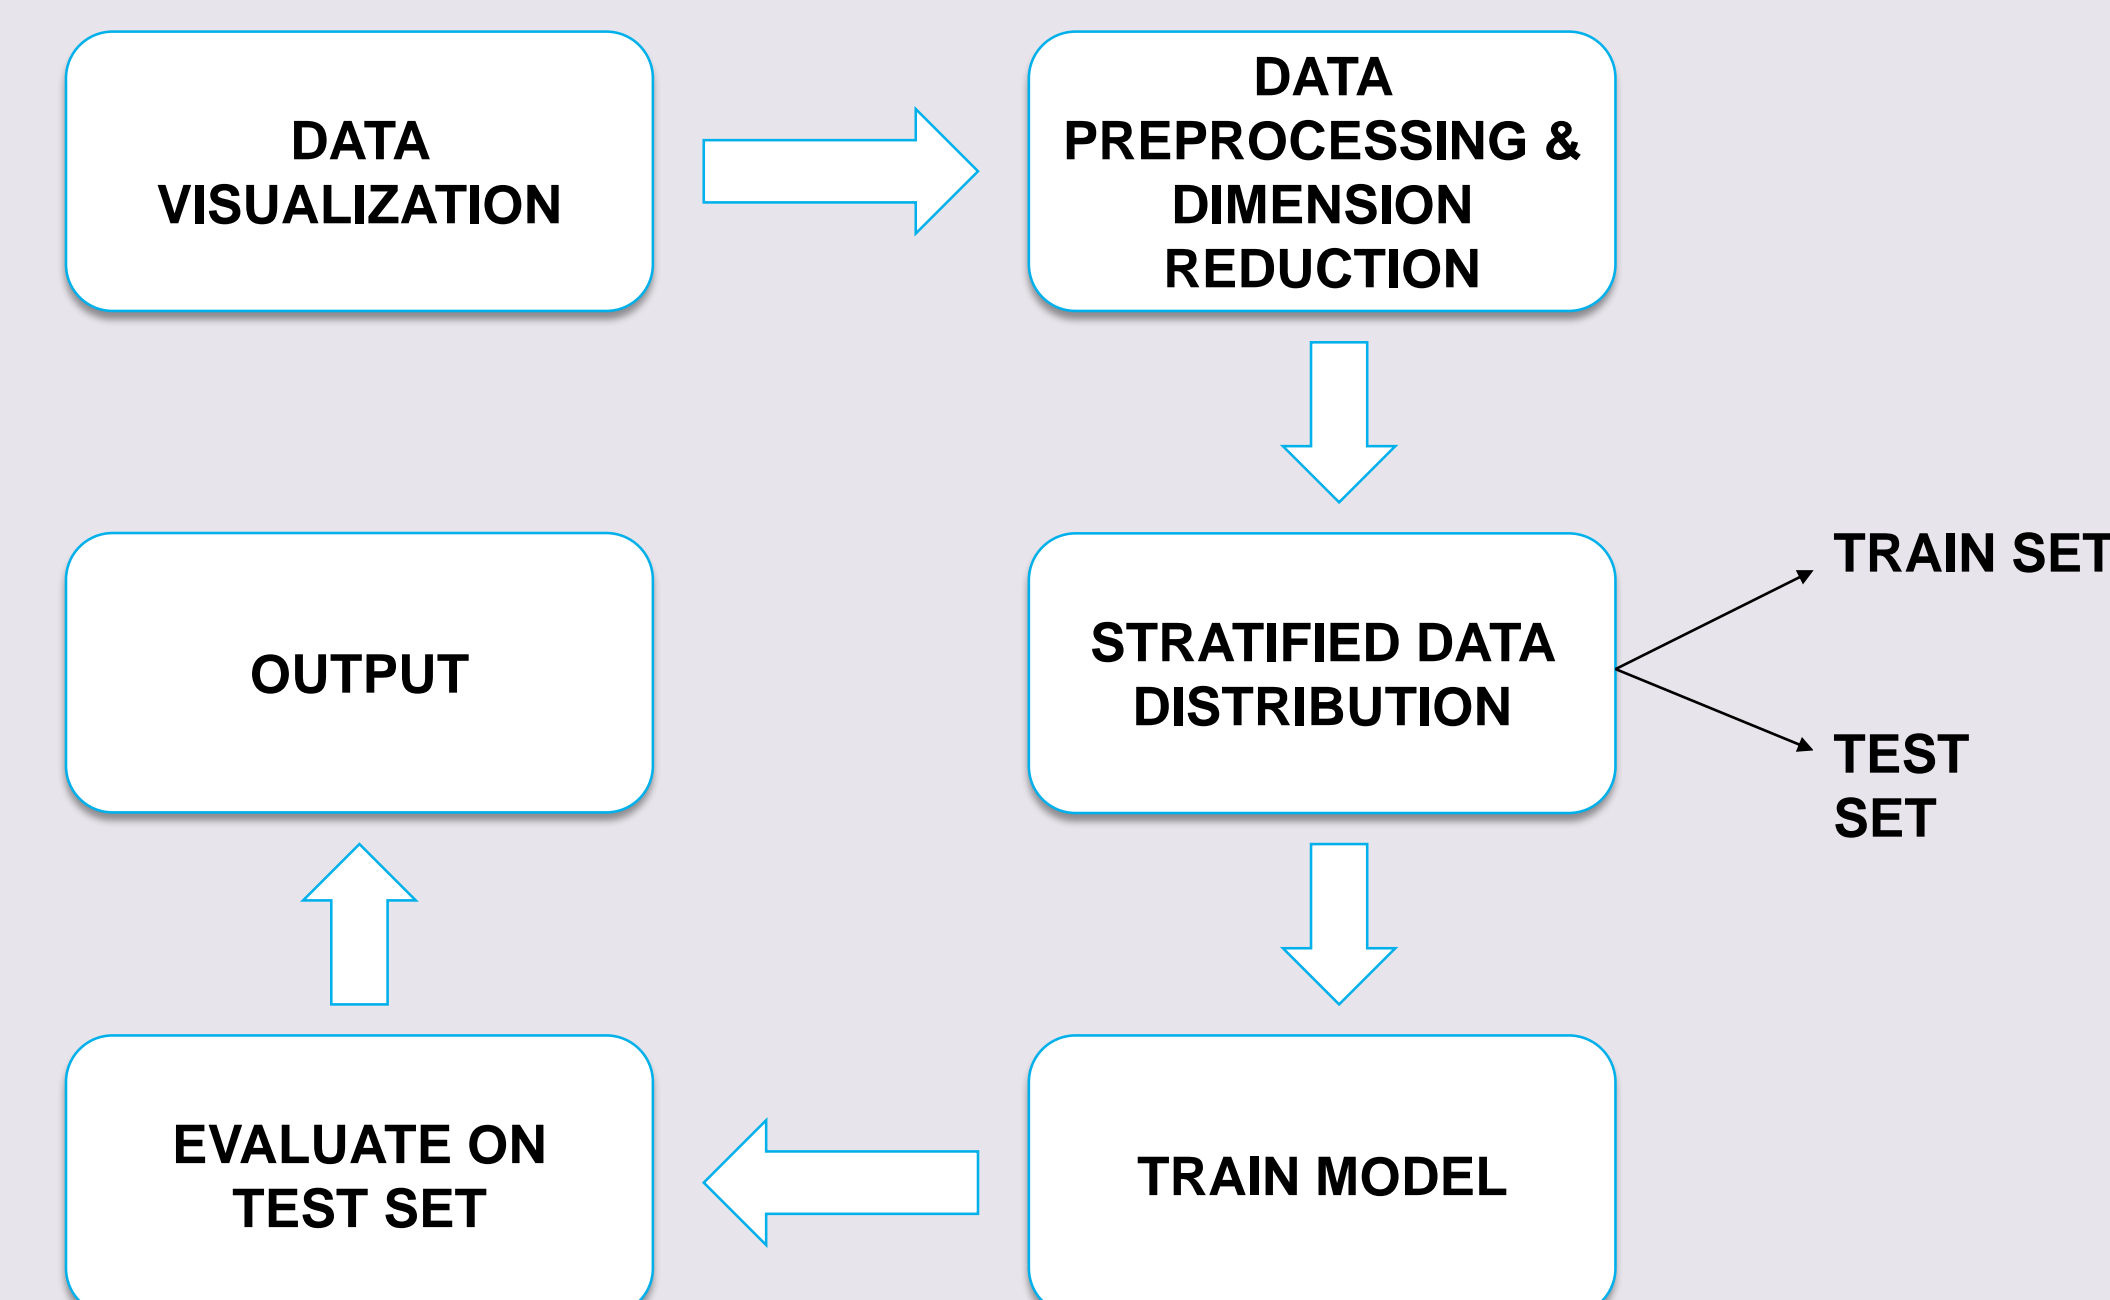 DATA
VISUALIZATION
DATA
PREPROCESSING &
DIMENSION
REDUCTION
STRATIFIED DATA
DISTRIBUTION
TRAIN SET
TEST
SET
TRAIN MODEL
EVALUATE ON
TEST SET
OUTPUT